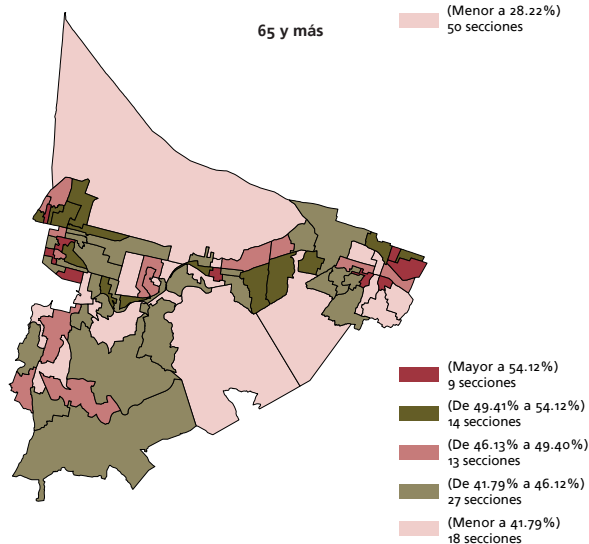 (Menor a 28.22%)
50 secciones
65 y más
(Mayor a 54.12%)
9 secciones
(De 49.41% a 54.12%)
14 secciones
(De 46.13% a 49.40%)
13 secciones
(De 41.79% a 46.12%)
27 secciones
(Menor a 41.79%)
18 secciones